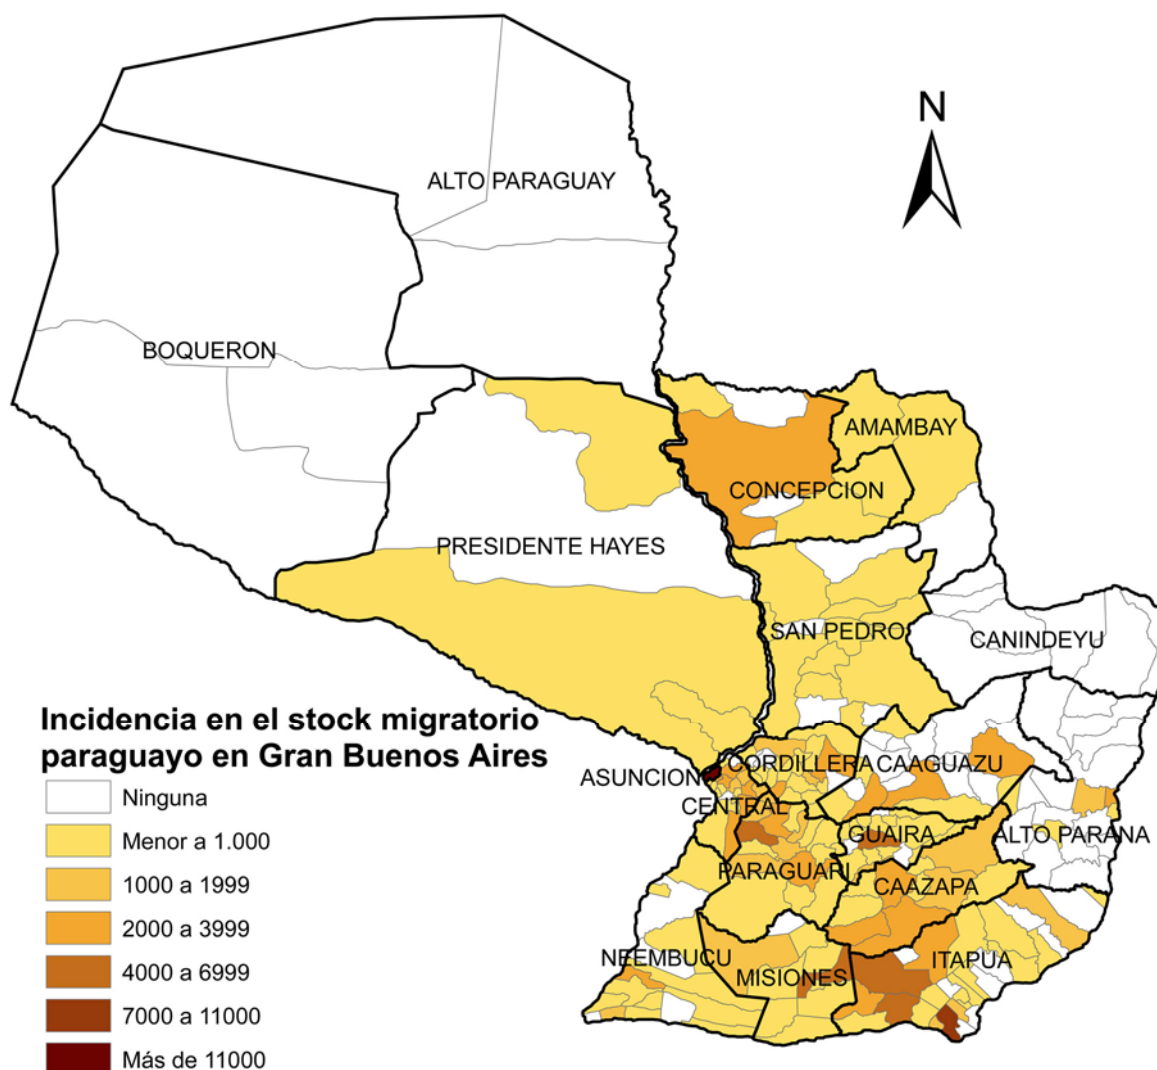 N
ALTO PARAGUAY
BOQUERON
AMAMBAY
CONCEPCION
PRESIDENTE HAYES
SAN PEDRO
CANINDEYU
Incidencia en el stock migratorio
paraguayo en Gran Buenos Aires
Ninguna
Menor a 1.000
1000 a 1999
2000 a 3999
4000 a 6999
7000 a 11000
Más de 11000
ASUNCION
CORDILLERA
CAAGUAZU
CENTRAL
GUAIRA
ALTO PARANA
PARAGUARI
CAAZAPA
NEEMBUCU
MISIONES
ITAPUA